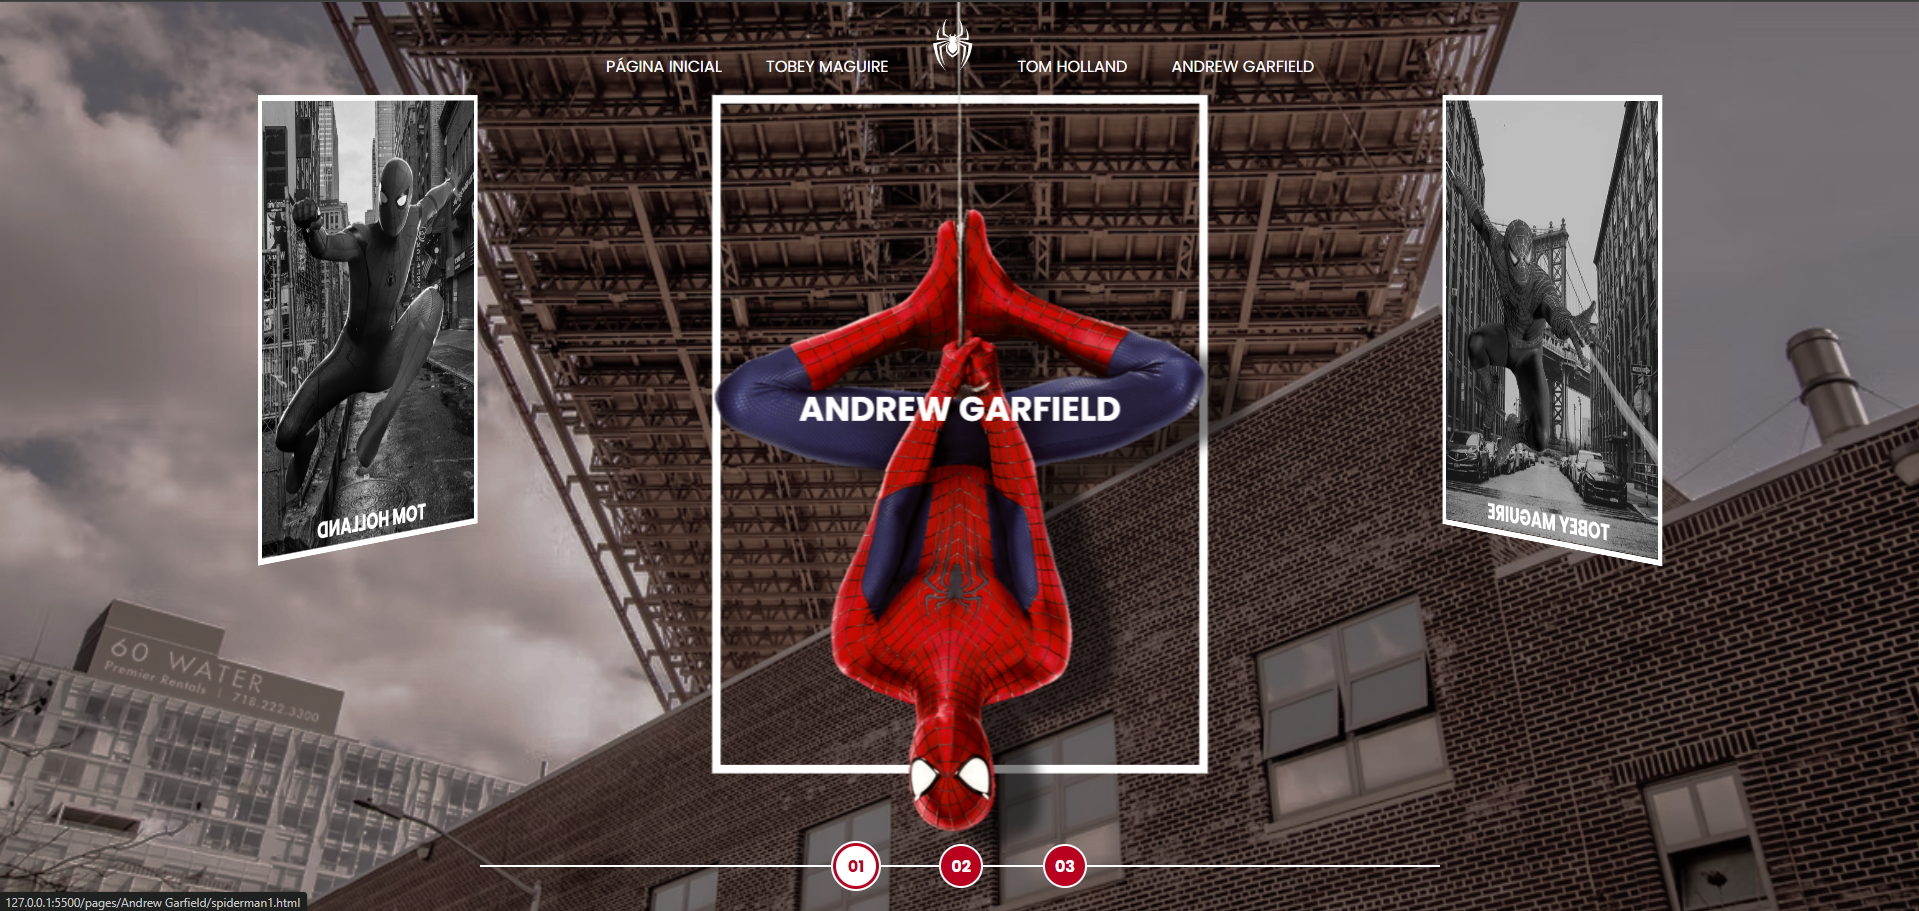 PÁGINA INICIAL
TOBEY MAGUIRE
TOM HOLLAND
ANDREW GARFIELD
TOM HOLLAND
ANDREW GARFIELD
TOBEY MAGUIRE
60 WATER
Premier Rentals | 718.222.3300
01
02
03
127.0.0.1:5500/pages/Andrew Garfield/spiderman1.html